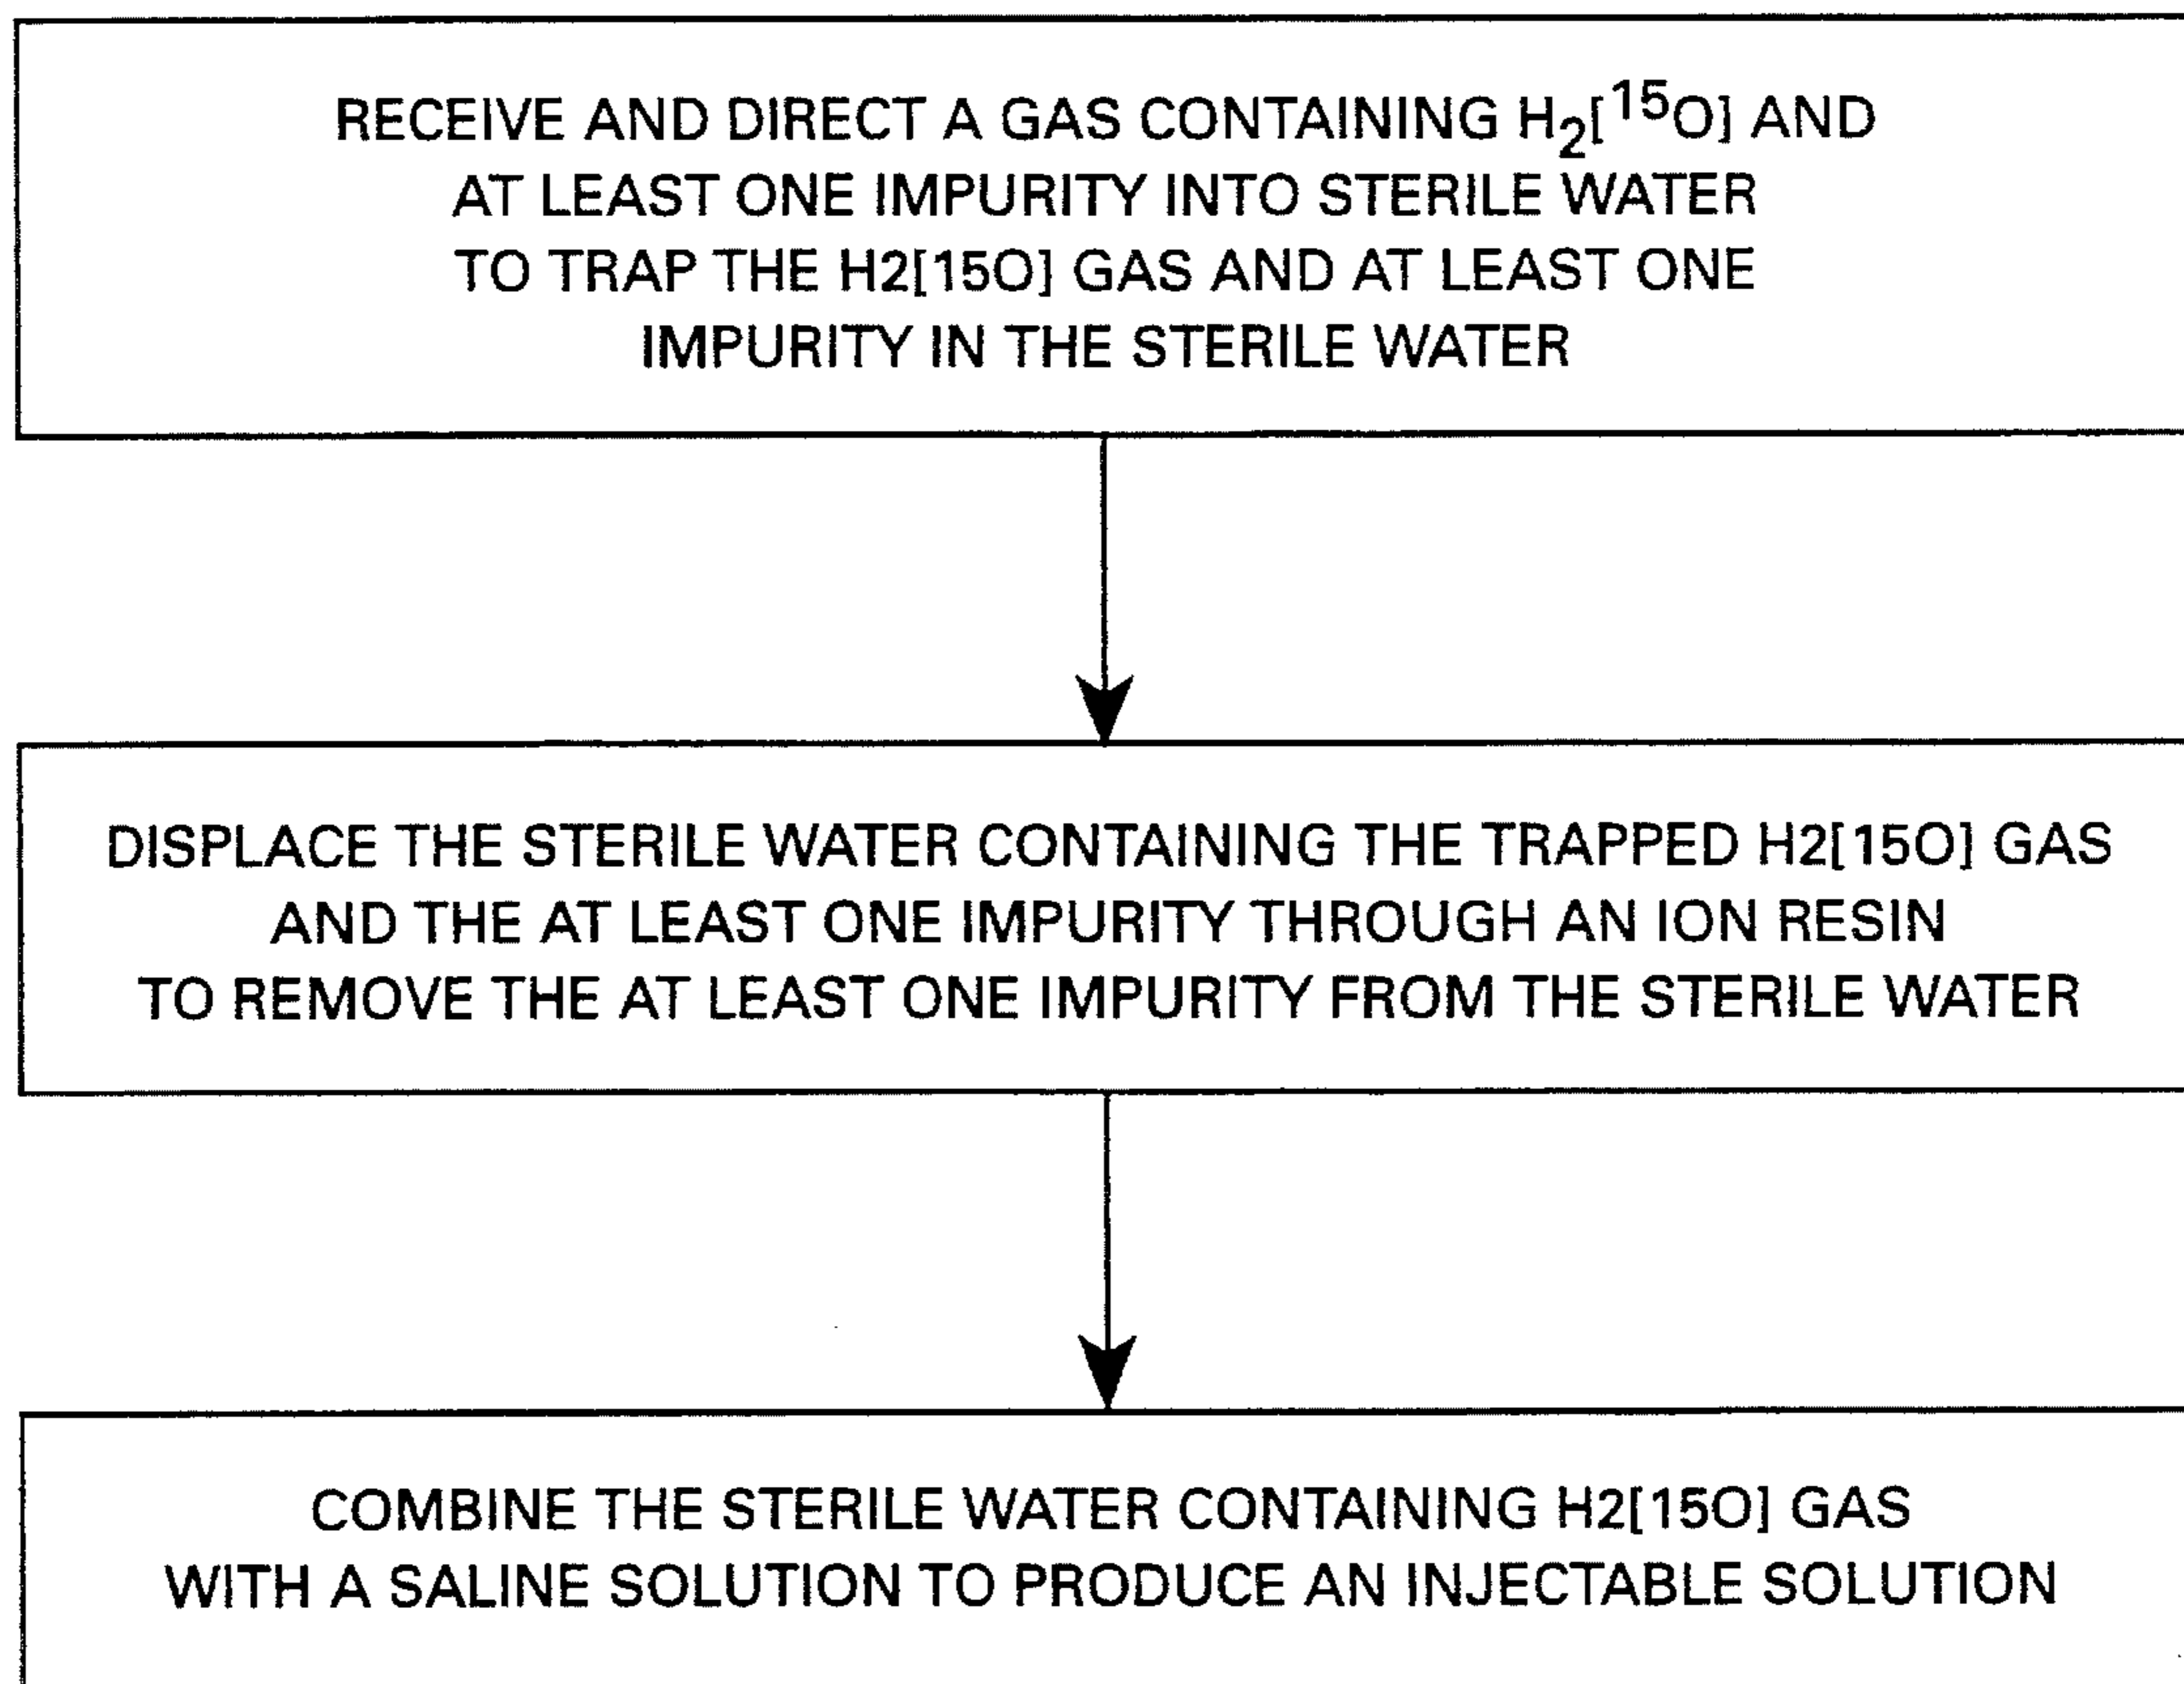 RECEIVE AND DIRECT A GAS CONTAINING H₂[¹⁵O] AND
AT LEAST ONE IMPURITY INTO STERILE WATER
TO TRAP THE H2[15O] GAS AND AT LEAST ONE
IMPURITY IN THE STERILE WATER
DISPLACE THE STERILE WATER CONTAINING THE TRAPPED H2[15O] GAS
AND THE AT LEAST ONE IMPURITY THROUGH AN ION RESIN
TO REMOVE THE AT LEAST ONE IMPURITY FROM THE STERILE WATER
COMBINE THE STERILE WATER CONTAINING H2[15O] GAS
WITH A SALINE SOLUTION TO PRODUCE AN INJECTABLE SOLUTION